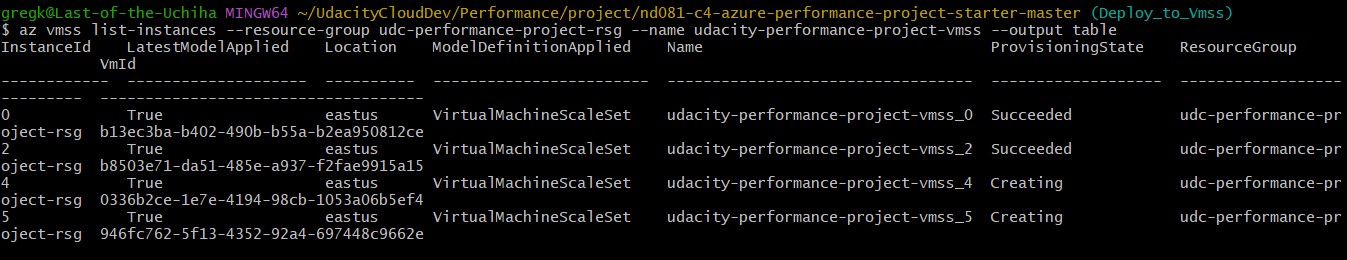 gregk@Last-of-the-Uchiha MINGW64 ~/UdacityCloudDev/Performance/project/nd081-c4-azure-performance-project-starter-master (Deploy_to_Vmss)
$ az vmss list-instances --resource-group udc-performance-project-rsg --name udacity-performance-project-vmss --output table
InstanceId    LatestModelApplied  Location    ModelDefinitionApplied    Name                                ProvisioningState    ResourceGroup
           VmId
------------  --------------------  ----------  ------------------------  ----------------------------------  -------------------  ------------------
---------  ------------------------------------
0             True                  eastus      VirtualMachineScaleSet    udacity-performance-project-vmss_0  Succeeded            udc-performance-pr
oject-rsg  b13ec3ba-b402-490b-b55a-b2ea950812ce
2             True                  eastus      VirtualMachineScaleSet    udacity-performance-project-vmss_2  Succeeded            udc-performance-pr
oject-rsg  b8503e71-da51-485e-a937-f2fae9915a15
4             True                  eastus      VirtualMachineScaleSet    udacity-performance-project-vmss_4  Creating             udc-performance-pr
oject-rsg  0336b2ce-1e7e-4194-98cb-1053a06b5ef4
5             True                  eastus      VirtualMachineScaleSet    udacity-performance-project-vmss_5  Creating             udc-performance-pr
oject-rsg  946fc762-5f13-4352-92a4-697448c9662e